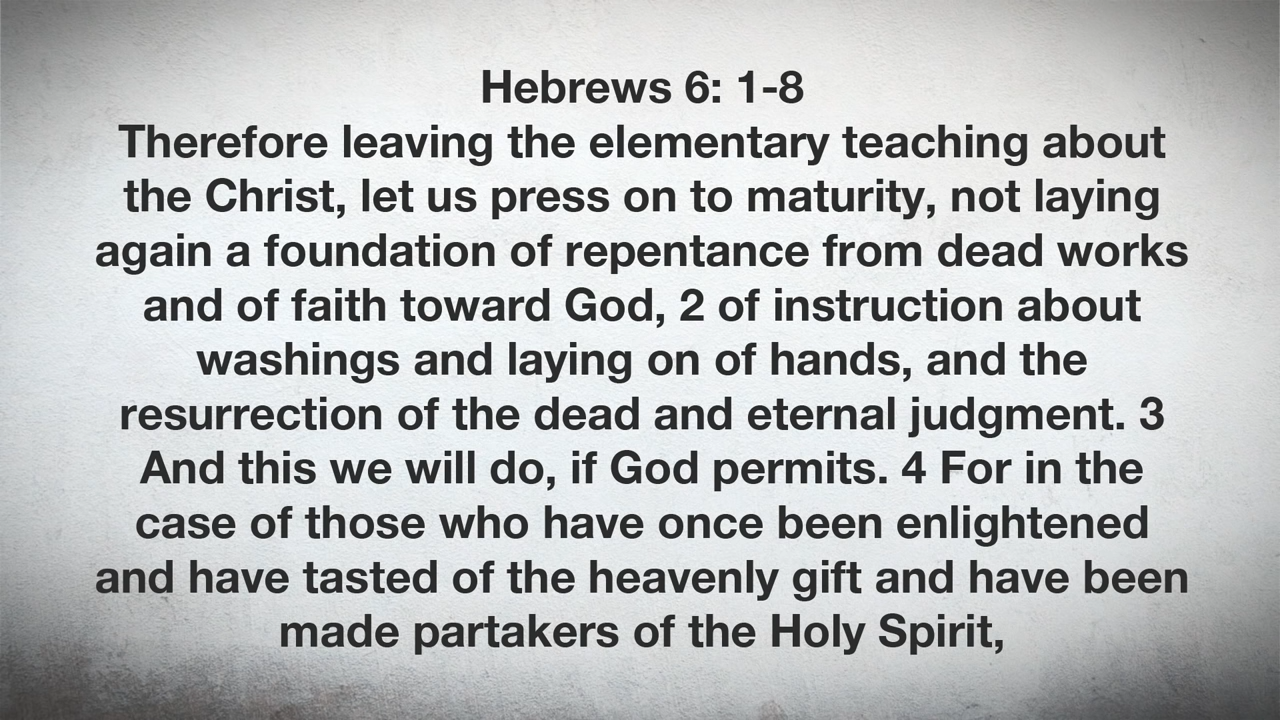 Hebrews 6: 1-8
Therefore leaving the elementary teaching about
the Christ, let us press on to maturity, not laying
again a foundation of repentance from dead works
and of faith toward God, 2 of instruction about
washings and laying on of hands, and the
resurrection of the dead and eternal judgment. 3
And this we will do, if God permits. 4 For in the
case of those who have once been enlightened
and have tasted of the heavenly gift and have been
made partakers of the Holy Spirit,